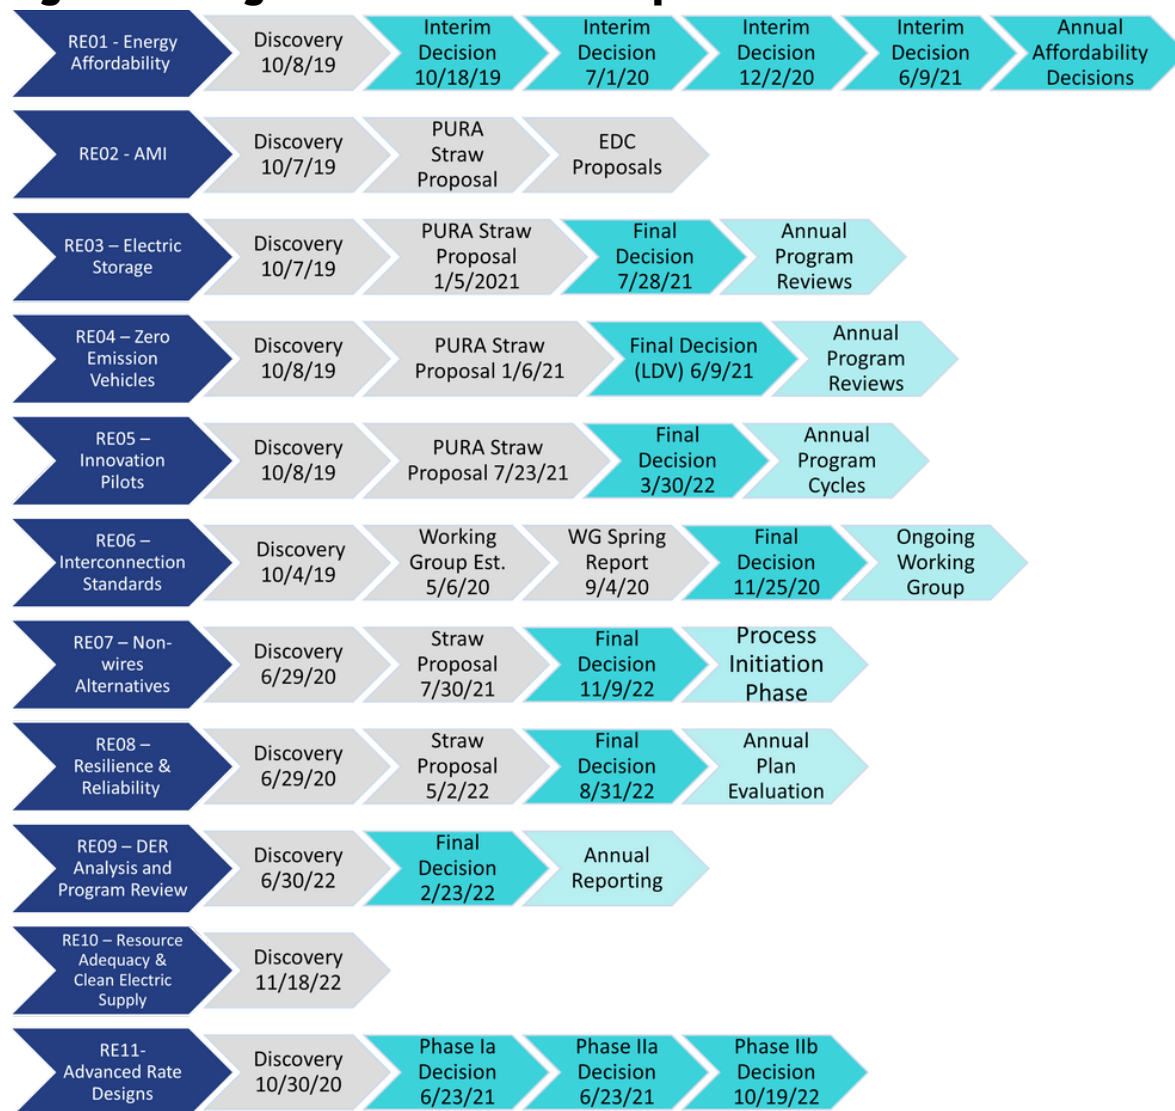 RE01 - Energy
Affordability
Discovery
10/8/19
Interim
Decision
10/18/19
Interim
Decision
7/1/20
Interim
Decision
12/2/20
Interim
Decision
6/9/21
Annual
Affordability
Decisions
RE02 - AMI
Discovery
10/7/19
PURA
Straw
Proposal
EDC
Proposals
RE03 – Electric
Storage
Discovery
10/7/19
PURA Straw
Proposal
1/5/2021
Final
Decision
7/28/21
Annual
Program
Reviews
RE04 – Zero
Emission
Vehicles
Discovery
10/8/19
PURA Straw
Proposal 1/6/21
Final Decision
(LDV) 6/9/21
Annual
Program
Reviews
RE05 –
Innovation
Pilots
Discovery
10/8/19
PURA Straw
Proposal 7/23/21
Final
Decision
3/30/22
Annual
Program
Cycles
RE06 –
Interconnection
Standards
Discovery
10/4/19
Working
Group Est.
5/6/20
WG Spring
Report
9/4/20
Final
Decision
11/25/20
Ongoing
Working
Group
RE07 – Non-
wires
Alternatives
Discovery
6/29/20
Straw
Proposal
7/30/21
Final
Decision
11/9/22
Process
Initiation
Phase
RE08 –
Resilience &
Reliability
Discovery
6/29/20
Straw
Proposal
5/2/22
Final
Decision
8/31/22
Annual
Plan
Evaluation
RE09 – DER
Analysis and
Program Review
Discovery
6/30/22
Final
Decision
2/23/22
Annual
Reporting
RE10 – Resource
Adequacy &
Clean Electric
Supply
Discovery
11/18/22
RE11-
Advanced Rate
Designs
Discovery
10/30/20
Phase Ia
Decision
6/23/21
Phase IIa
Decision
6/23/21
Phase IIb
Decision
10/19/22